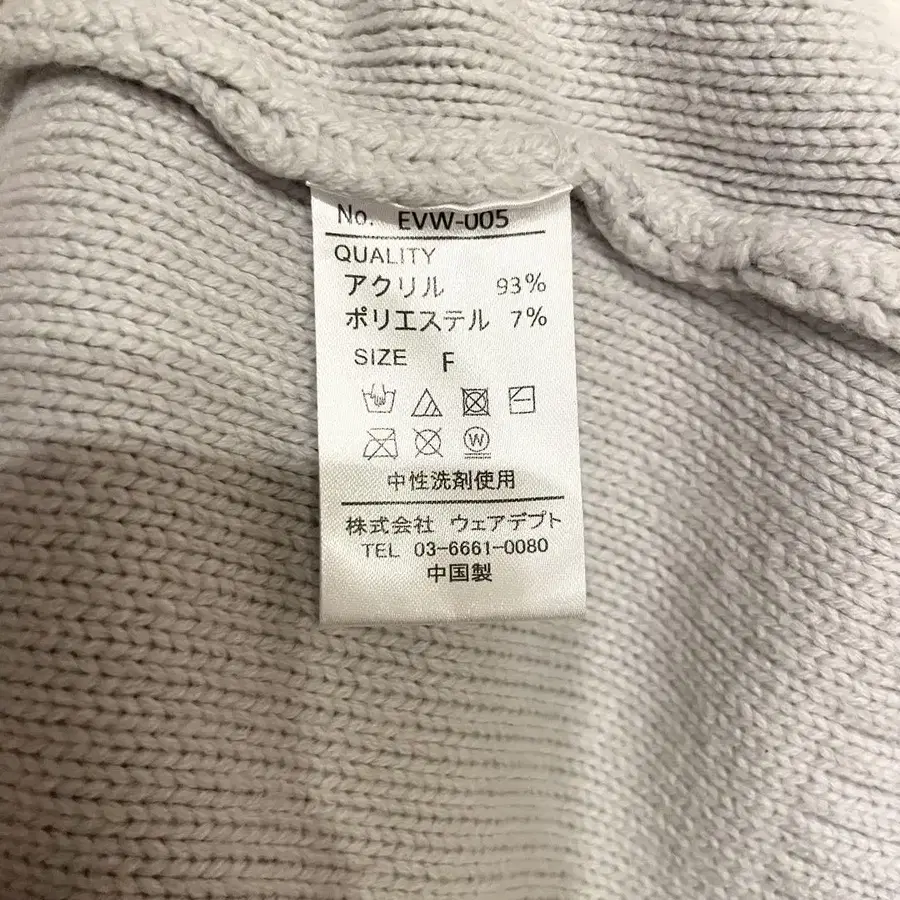 No. EVW-005
QUALITY
アクリル 93%
ポリエステル 7%
SIZE F
W
中性洗剤使用
株式会社 ウェアデプト
TEL 03-6661-0080
中国製